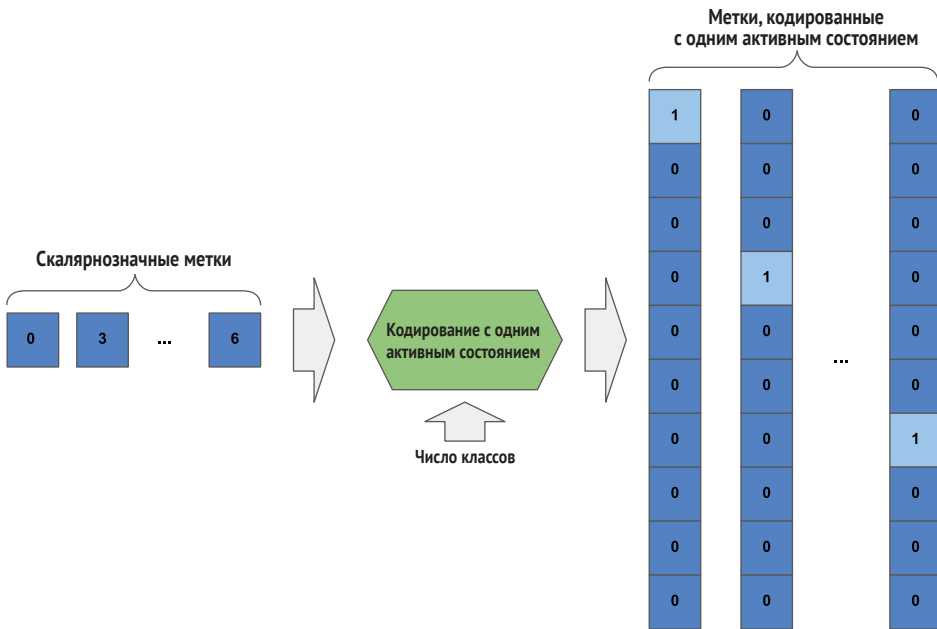 Метки, кодированные
с одним активным состоянием
1 0 0
0 0 0
0 0 0
Скалярнозначные метки
0 1 0
0 3 ... 6
Кодирование с одним
активным состоянием
0 0 0
...
0 0 0
0 0 1
Число классов
0 0 0
0 0 0
0 0 0